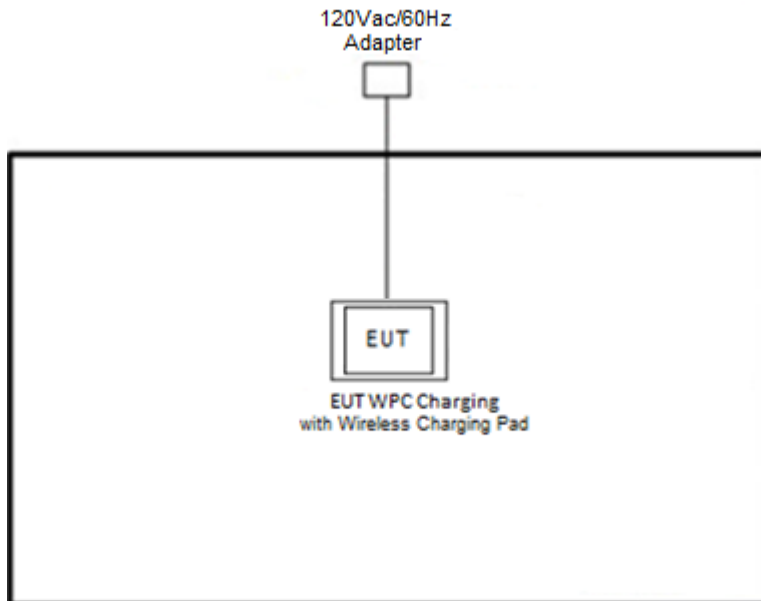 120Vac/60Hz
Adapter
EUT
EUT WPC Charging
with Wireless Charging Pad